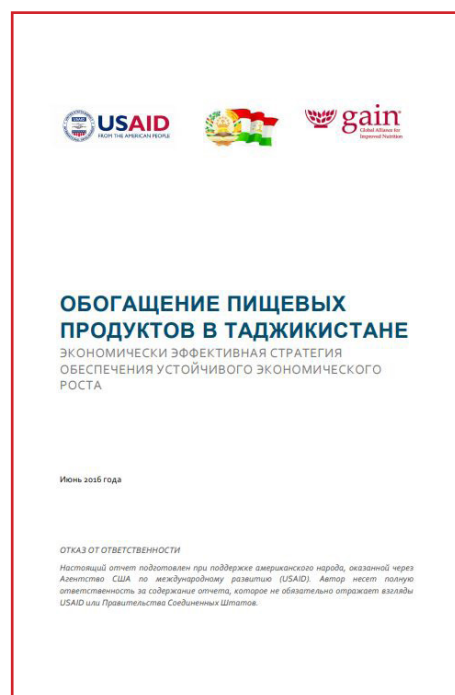 USAID
FROM THE AMERICAN PEOPLE
gain
Global Alliance for
Improved Nutrition
ОБОГАЩЕНИЕ ПИЩЕВЫХ
ПРОДУКТОВ В ТАДЖИКИСТАНЕ
ЭКОНОМИЧЕСКИ ЭФФЕКТИВНАЯ СТРАТЕГИЯ
ОБЕСПЕЧЕНИЯ УСТОЙЧИВОГО ЭКОНОМИЧЕСКОГО
РОСТА
Июнь 2016 года
ОТКАЗ ОТ ОТВЕТСТВЕННОСТИ
Настоящий отчет подготовлен при поддержке американского народа, оказанной через
Агентство США по международному развитию (USAID). Автор несет полную
ответственность за содержание отчета, которое не обязательно отражает взгляды
USAID или Правительства Соединенных Штатов.